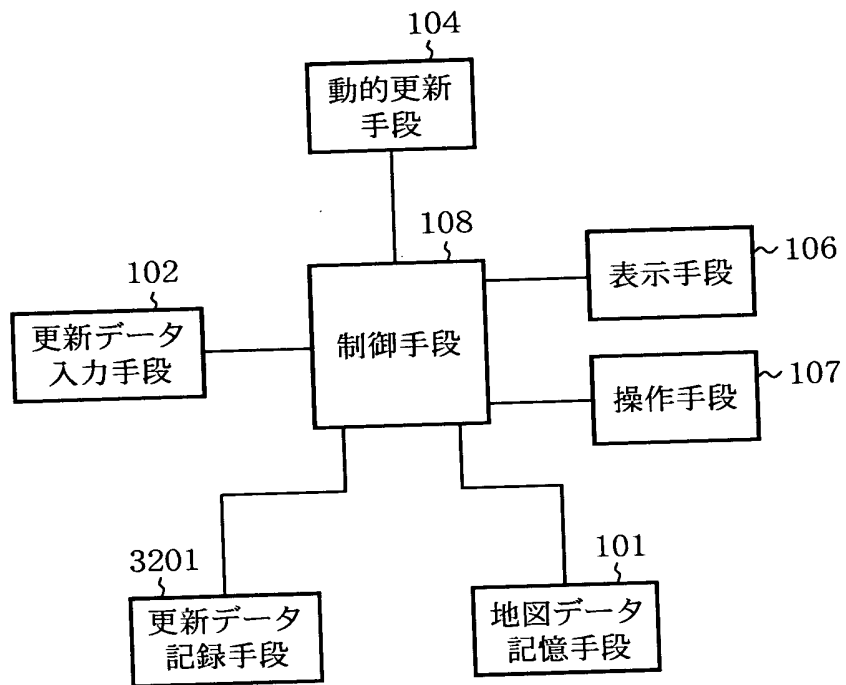 104
動的更新
手段
108
制御手段
102
更新データ
入力手段
表示手段
106
操作手段
107
3201
更新データ
記録手段
101
地図データ
記憶手段